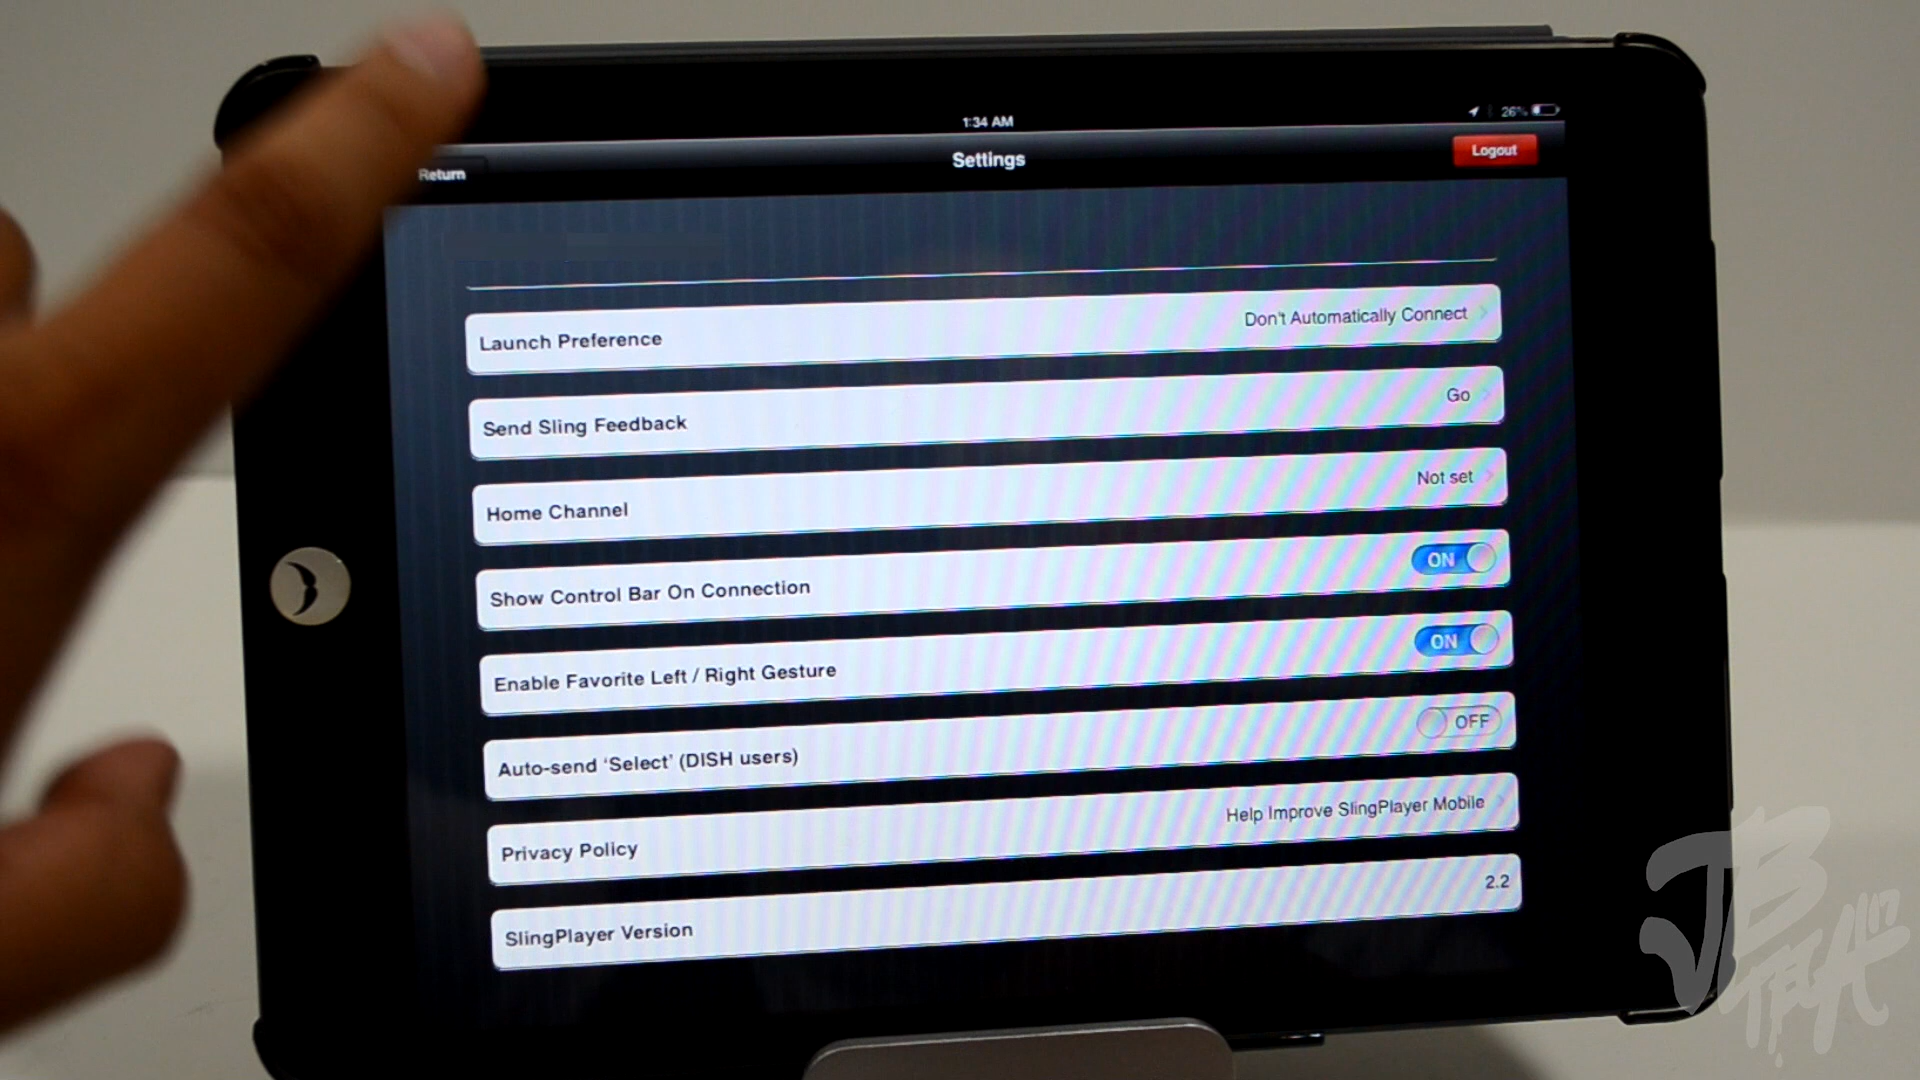 1:34 AM
26%
Return
Settings
Logout
Launch Preference
Don't Automatically Connect
Send Sling Feedback
Go
Home Channel
Not set
Show Control Bar On Connection
ON
Enable Favorite Left / Right Gesture
ON
Auto-send ‘Select’ (DISH users)
OFF
Privacy Policy
Help Improve SlingPlayer Mobile
SlingPlayer Version
2.2